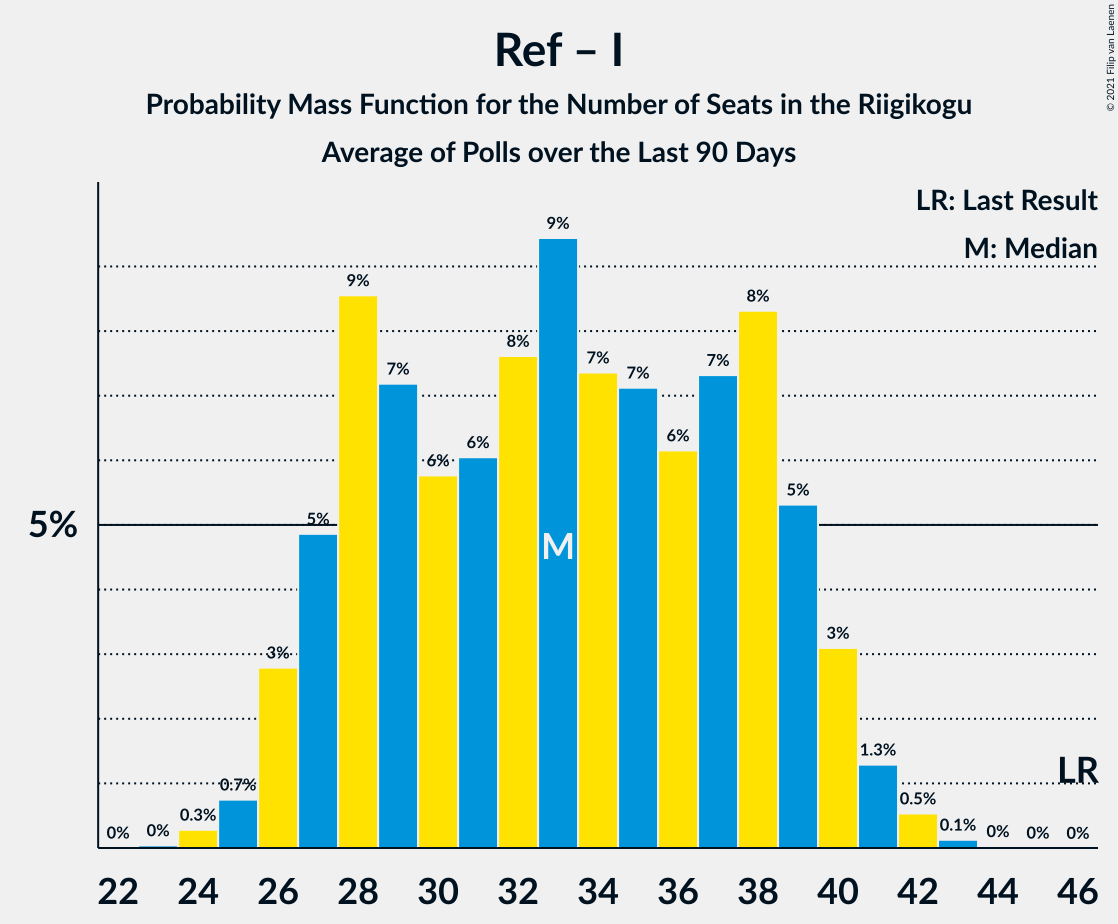 Ref – I
Probability Mass Function for the Number of Seats in the Riigikogu
Average of Polls over the Last 90 Days
© 2021 Filip van Laenen
LR: Last Result
M: Median
5%
0%
0%
0.3%
0.7%
3%
5%
9%
7%
6%
6%
8%
9%
7%
7%
6%
7%
8%
5%
3%
1.3%
0.5%
0.1%
0%
0%
0%
M
LR
22 24 26 28 30 32 34 36 38 40 42 44 46